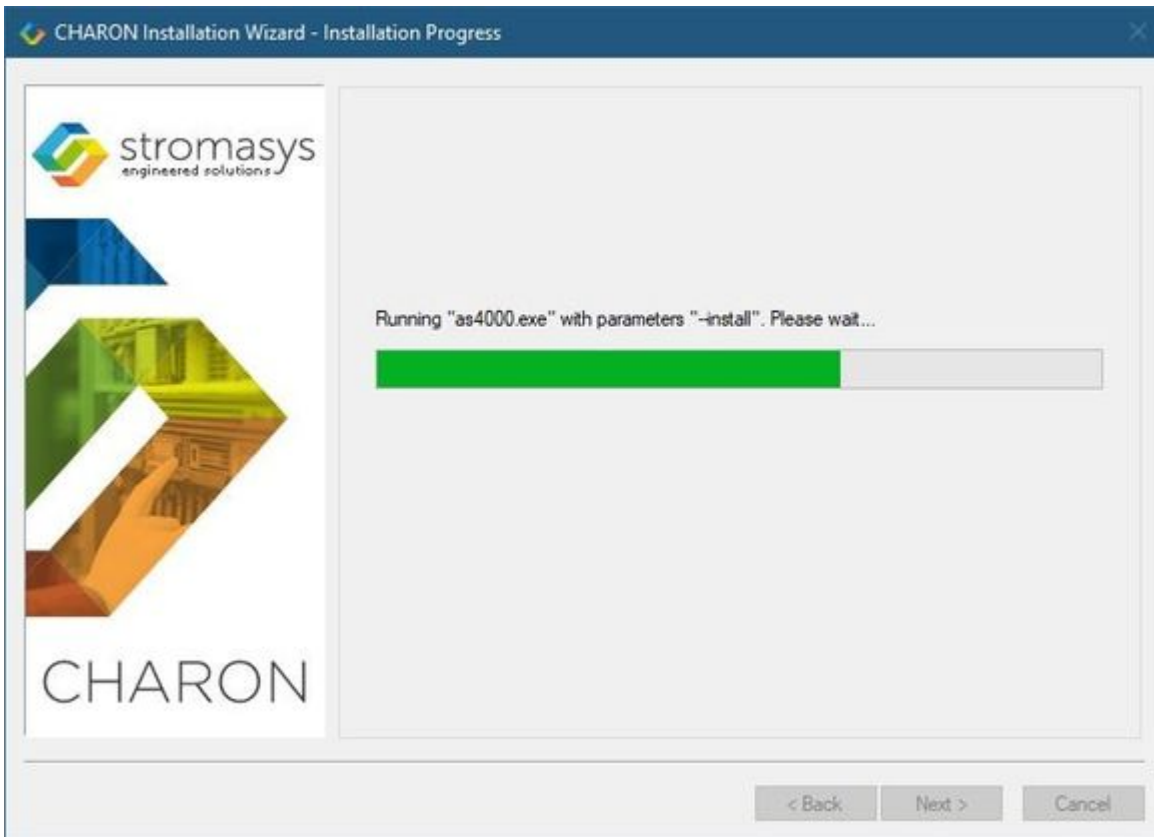 CHARON Installation Wizard - Installation Progress
stromasys
engineered solutions
Running "as4000.exe" with parameters "--install". Please wait...
CHARON
< Back
Next >
Cancel